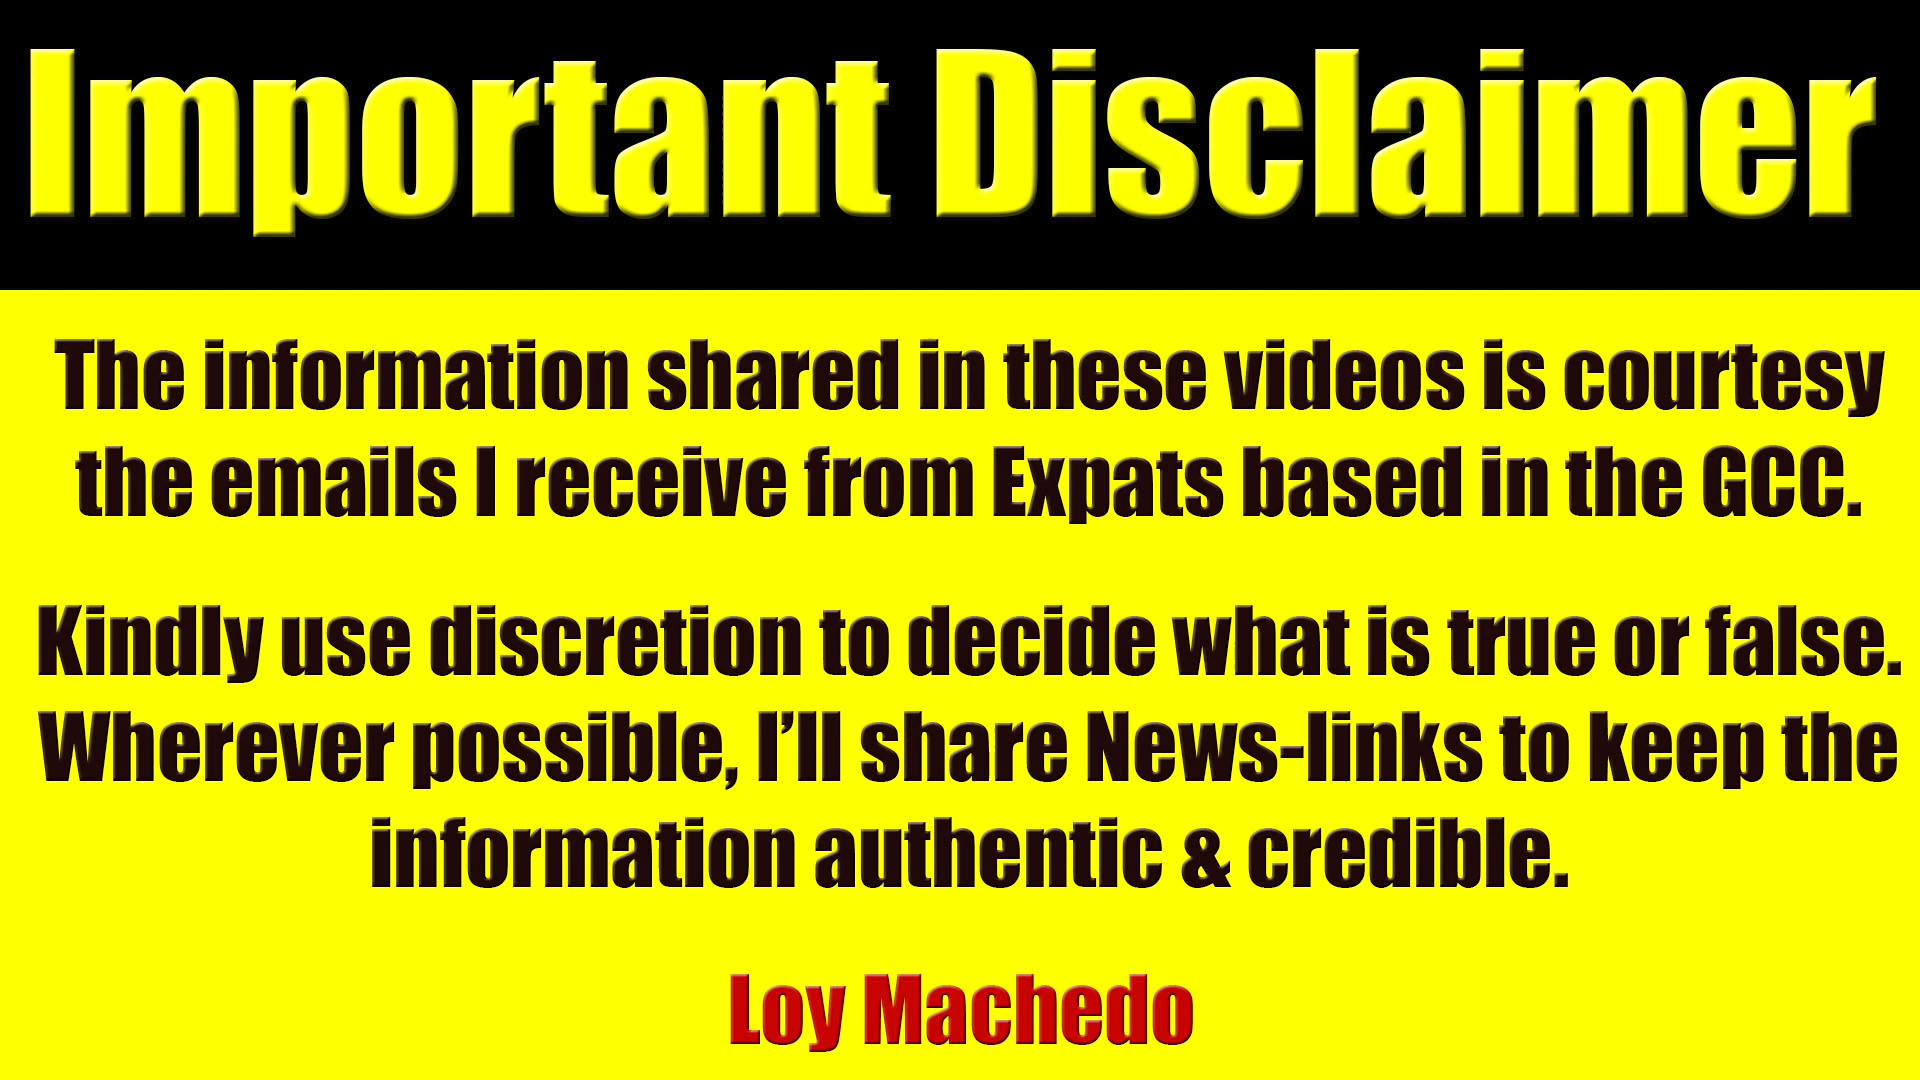 Important Disclaimer
The information shared in these videos is courtesy
the emails I receive from Expats based in the GCC.
Kindly use discretion to decide what is true or false.
Wherever possible, I’ll share News-links to keep the
information authentic & credible.
Loy Machedo